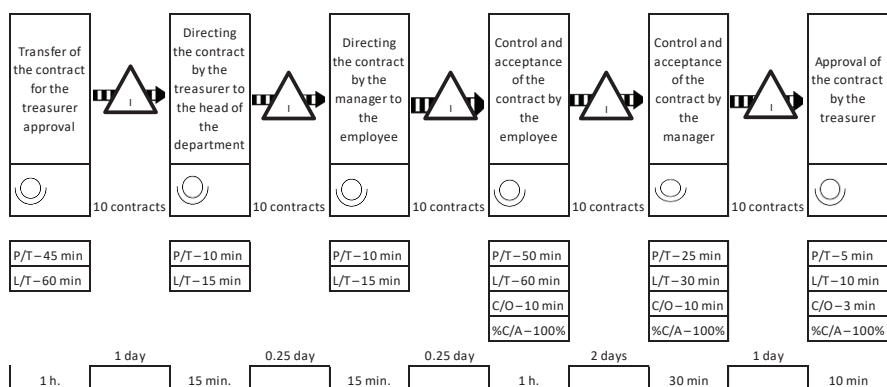 Transfer of
the contract
for the
treasurer
approval
I
Directing
the contract
by the
treasurer to
the head of
the
department
I
Directing
the contract
by the
manager to
the
employee
I
Control and
acceptance
of the
contract by
the
employee
I
Control and
acceptance
of the
contract by
the
manager
I
Approval of
the contract
by the
treasurer
10 contracts
10 contracts
10 contracts
10 contracts
10 contracts
P/T–45 min
L/T–60 min
P/T–10 min
L/T–15 min
P/T–10 min
L/T–15 min
P/T–50 min
L/T–60 min
C/O–10 min
%C/A–100%
P/T–25 min
L/T–30 min
C/O–10 min
%C/A–100%
P/T–5 min
L/T–10 min
C/O–3 min
%C/A–100%
1 day
0.25 day
0.25 day
2 days
1 day
1 h.
15 min.
15 min.
1 h.
30 min
10 min